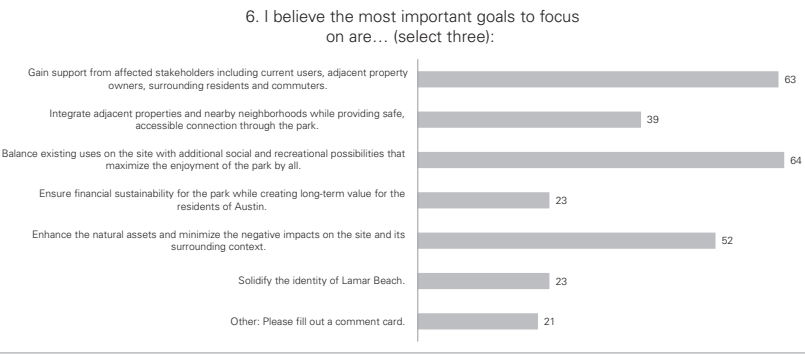 6. I believe the most important goals to focus
on are... (select three):
Gain support from affected stakeholders including current users, adjacent property
owners, surrounding residents and commuters.
63
Integrate adjacent properties and nearby neighborhoods while providing safe,
accessible connection through the park.
39
Balance existing uses on the site with additional social and recreational possibilities that
maximize the enjoyment of the park by all.
64
Ensure financial sustainability for the park while creating long-term value for the
residents of Austin.
23
Enhance the natural assets and minimize the negative impacts on the site and its
surrounding context.
52
Solidify the identity of Lamar Beach.
23
Other: Please fill out a comment card.
21